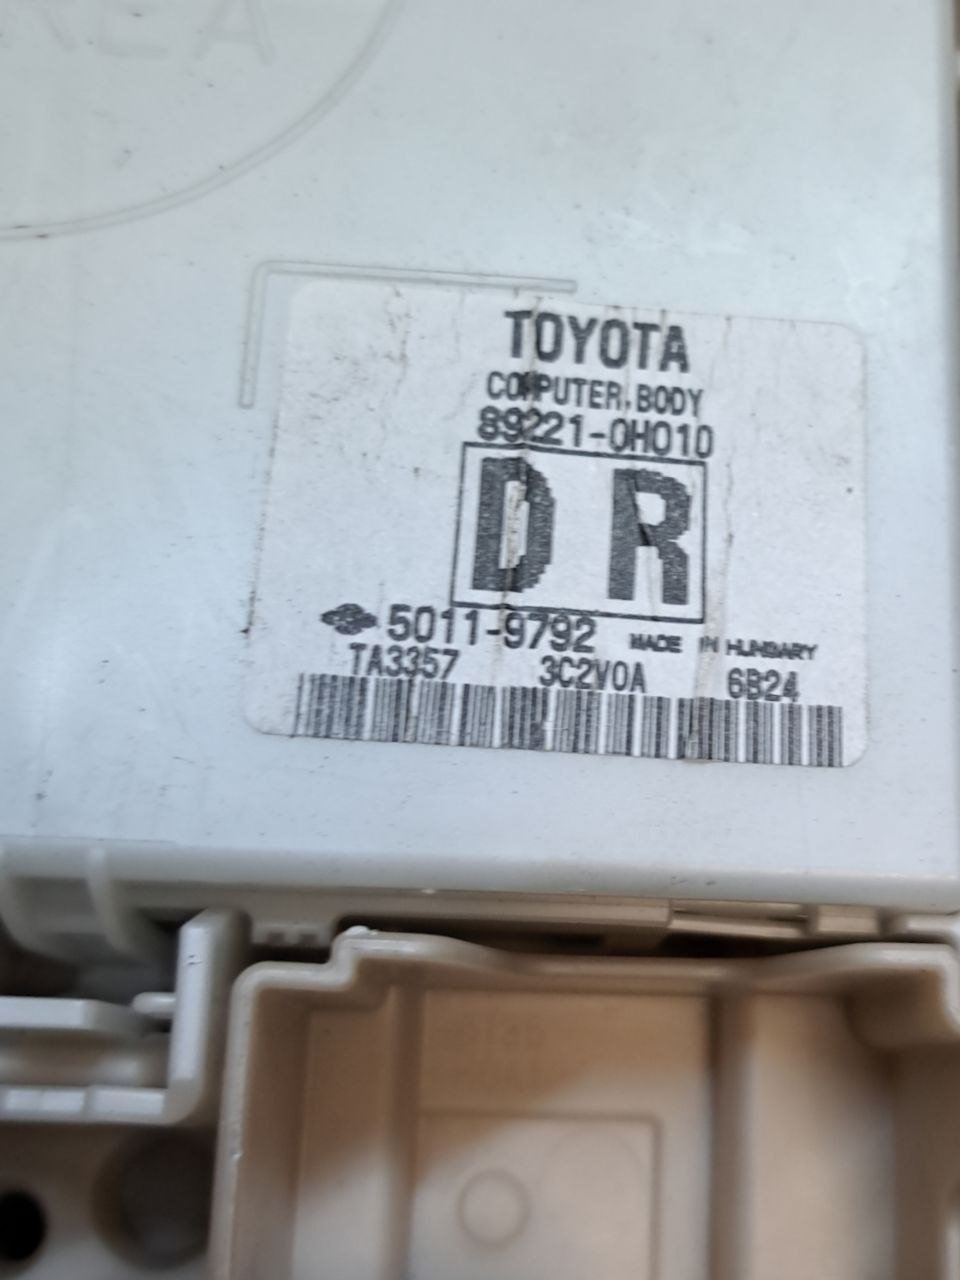 TOYOTA
COMPUTER, BODY
89221-0H010
D R
5011-9792 MADE IN HUNGARY
TA3357 3C2V0A 6B24